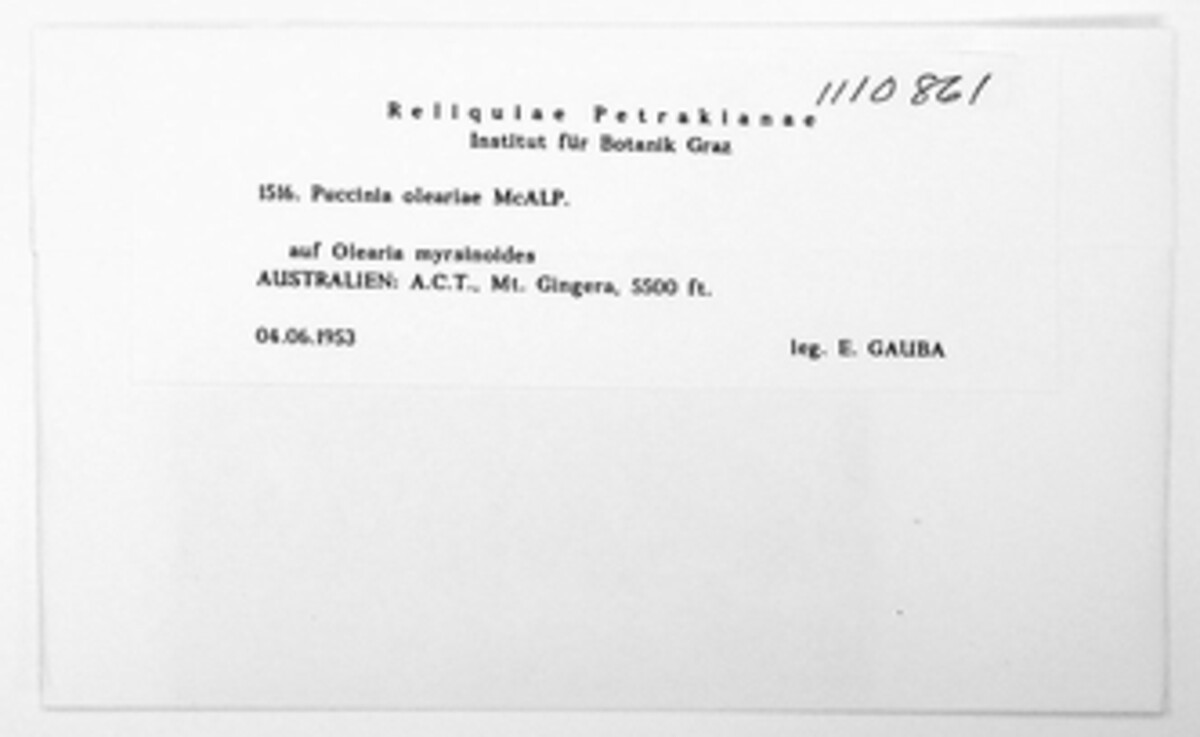 1110861
Reliquiae Petrakianae
Institut für Botanik Graz
1516. Puccinia oleariae McALP.
auf Olearia myrsinoides
AUSTRALIEN: A.C.T., Mt. Gingera, 5500 ft.
04.06.1953
leg. E. GAUBA